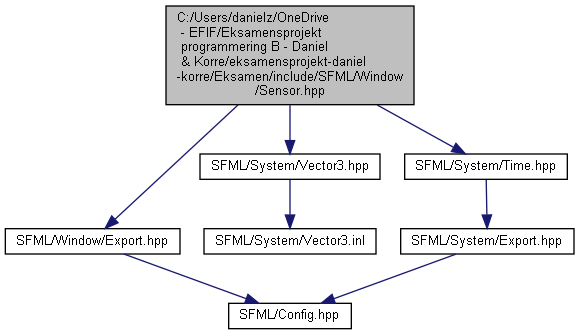 C:/Users/danielz/OneDrive
- EFIF/Eksamensprojekt
programmering B - Daniel
& Korre/eksamensprojekt-daniel
-korre/Eksamen/include/SFML/Window
/Sensor.hpp
SFML/System/Vector3.hpp
SFML/System/Time.hpp
SFML/Window/Export.hpp
SFML/System/Vector3.inl
SFML/System/Export.hpp
SFML/Config.hpp